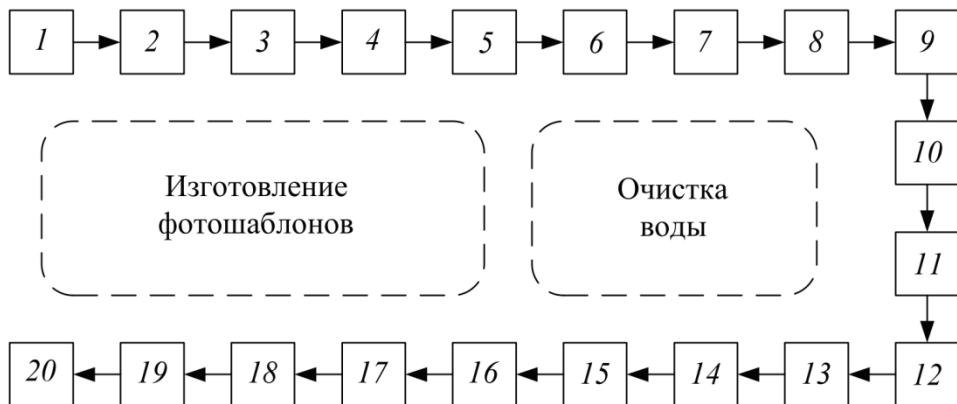 1 2 3 4 5 6 7 8 9
10
Изготовление
фотошаблонов
Очистка
воды
11
20 19 18 17 16 15 14 13 12